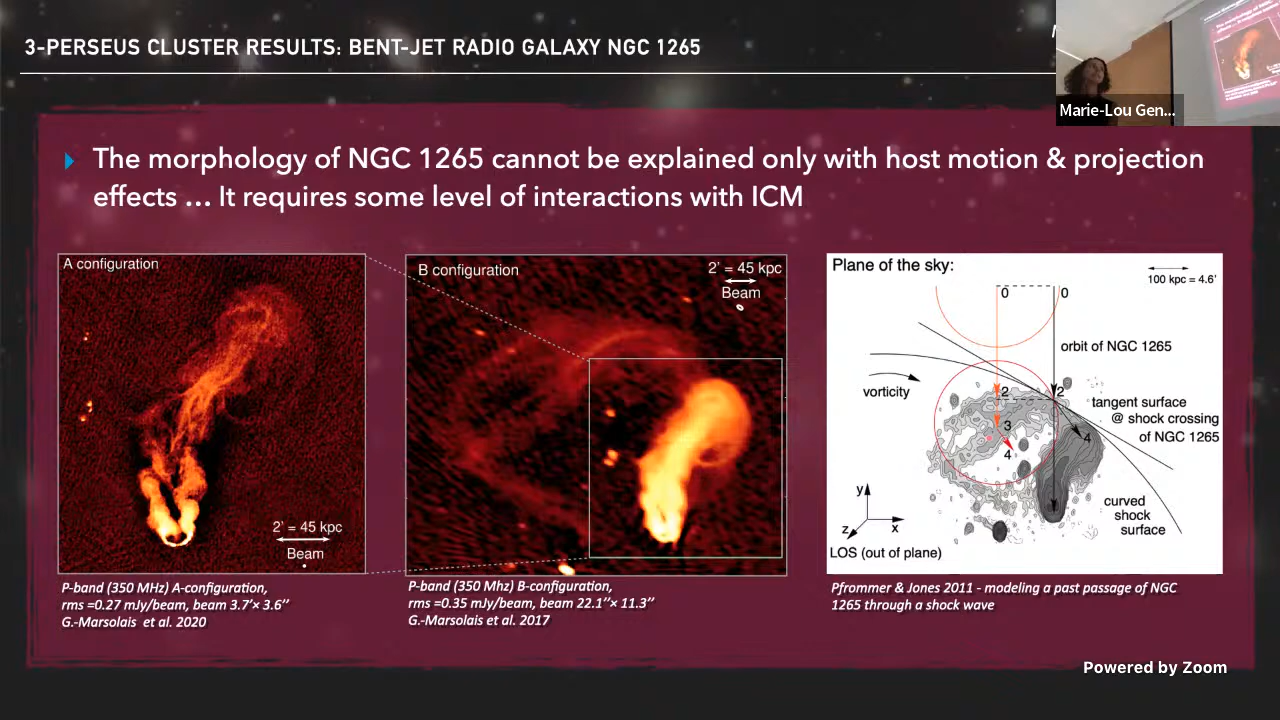 3-PERSEUS CLUSTER RESULTS: BENT-JET RADIO GALAXY NGC 1265
Marie-Lou Gen...
The morphology of NGC 1265 cannot be explained only with host motion & projection
effects ... It requires some level of interactions with ICM
A configuration
2' = 45 kpc
Beam
B configuration
2' = 45 kpc
Beam
Plane of the sky:
100 kpc = 4.6'
0
0
orbit of NGC 1265
vorticity
2
2
tangent surface
@ shock crossing
of NGC 1265
3
4
4
curved
shock
surface
y
x
z
LOS (out of plane)
P-band (350 MHz) A-configuration,
rms =0.27 mJy/beam, beam 3.7'× 3.6''
G.-Marsolais et al. 2020
P-band (350 MHz) B-configuration,
rms =0.35 mJy/beam, beam 22.1''× 11.3''
G.-Marsolais et al. 2017
Pfrommer & Jones 2011 - modeling a past passage of NGC
1265 through a shock wave
Powered by Zoom